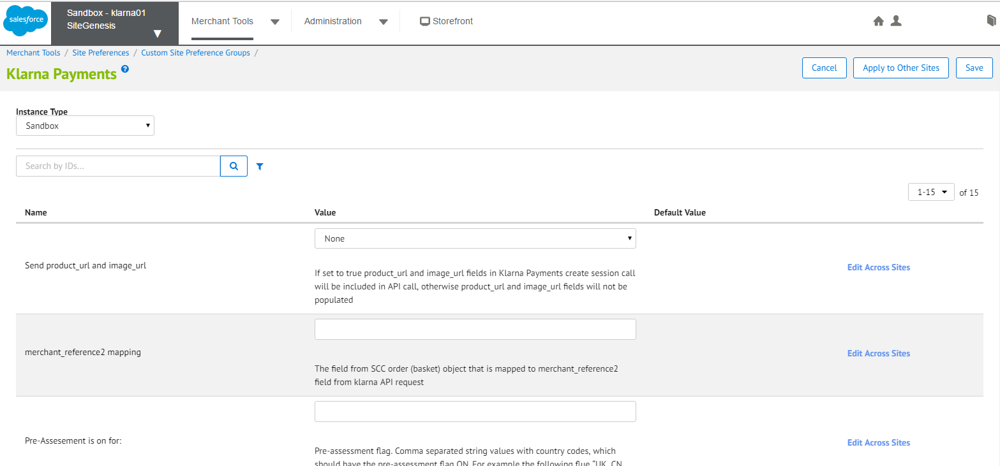 salesforce
Sandbox - klarna01
SiteGenesis
Merchant Tools
Administration
Storefront
Merchant Tools / Site Preferences / Custom Site Preference Groups /
Klarna Payments ?
Cancel
Apply to Other Sites
Save
Instance Type
Sandbox
Search by IDs...
1-15 of 15
Name Value Default Value
None
Send product_url and image_url
Edit Across Sites
If set to true product_url and image_url fields in Klarna Payments create session call
will be included in API call, otherwise product_url and image_url fields will not be
populated
merchant_reference2 mapping
Edit Across Sites
The field from SCC order (basket) object that is mapped to merchant_reference2
field from klarna API request
Pre-Assesement is on for:
Edit Across Sites
Pre-assessment flag. Comma separated string values with country codes, which
should have the pre-assessment flag ON. For example the following flue "UK, CN,